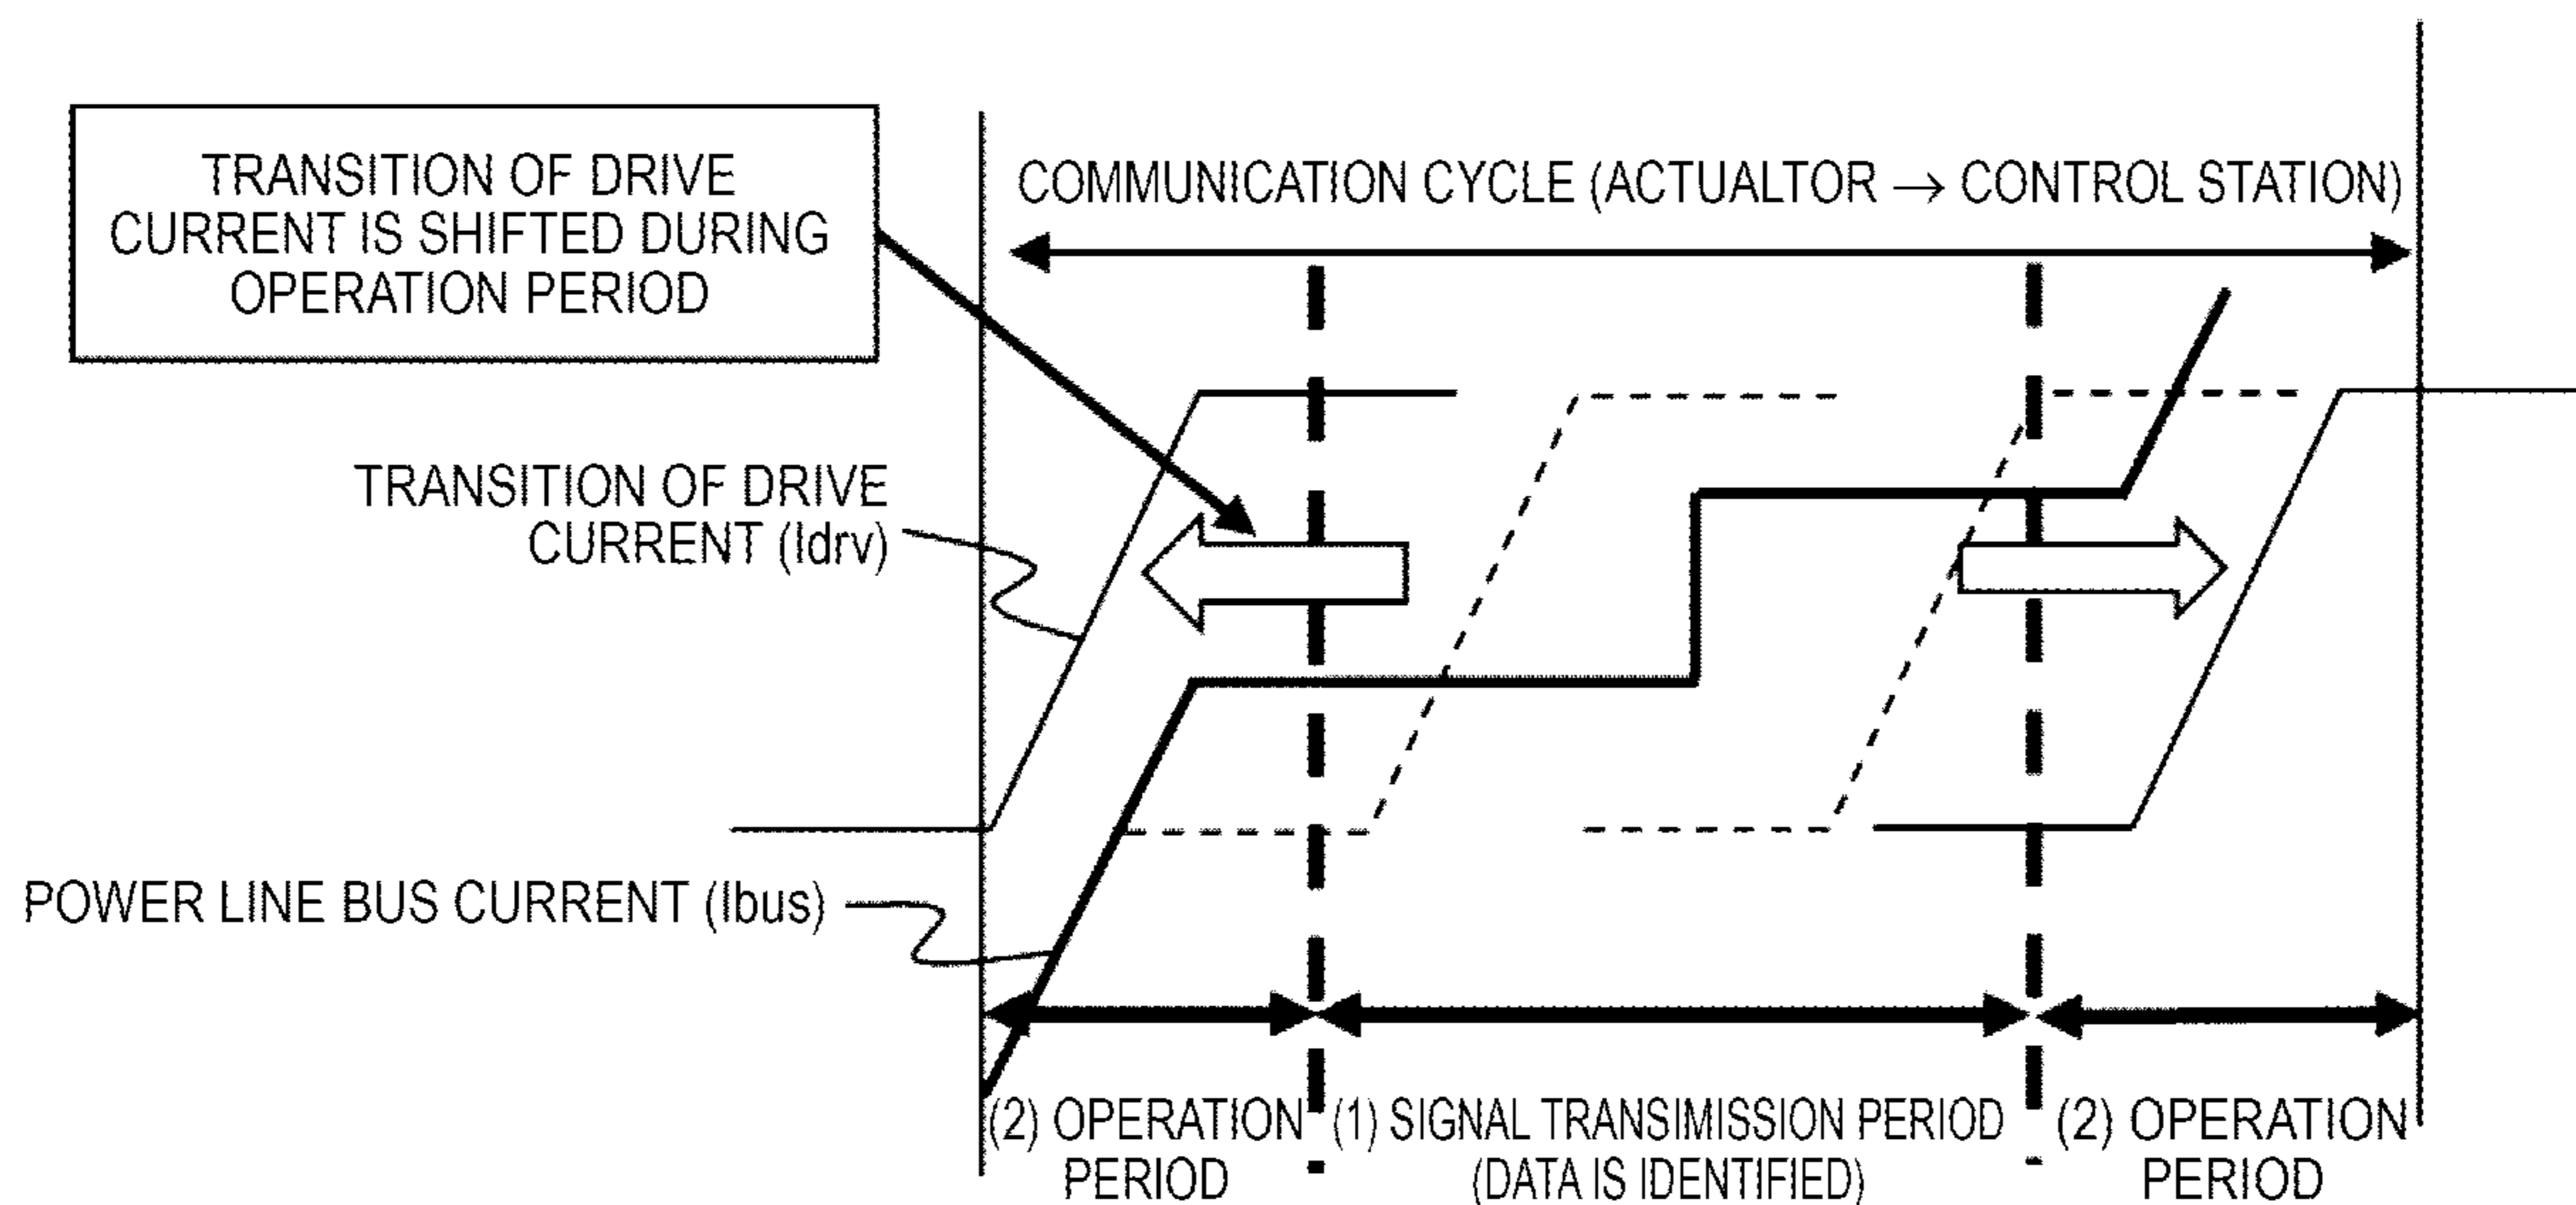 TRANSITION OF DRIVE
CURRENT IS SHIFTED DURING
OPERATION PERIOD
COMMUNICATION CYCLE (ACTUALTOR → CONTROL STATION)
TRANSITION OF DRIVE
CURRENT (Idrv)
POWER LINE BUS CURRENT (Ibus)
(2) OPERATION
PERIOD
(1) SIGNAL TRANSIMISSION PERIOD
(DATA IS IDENTIFIED)
(2) OPERATION
PERIOD